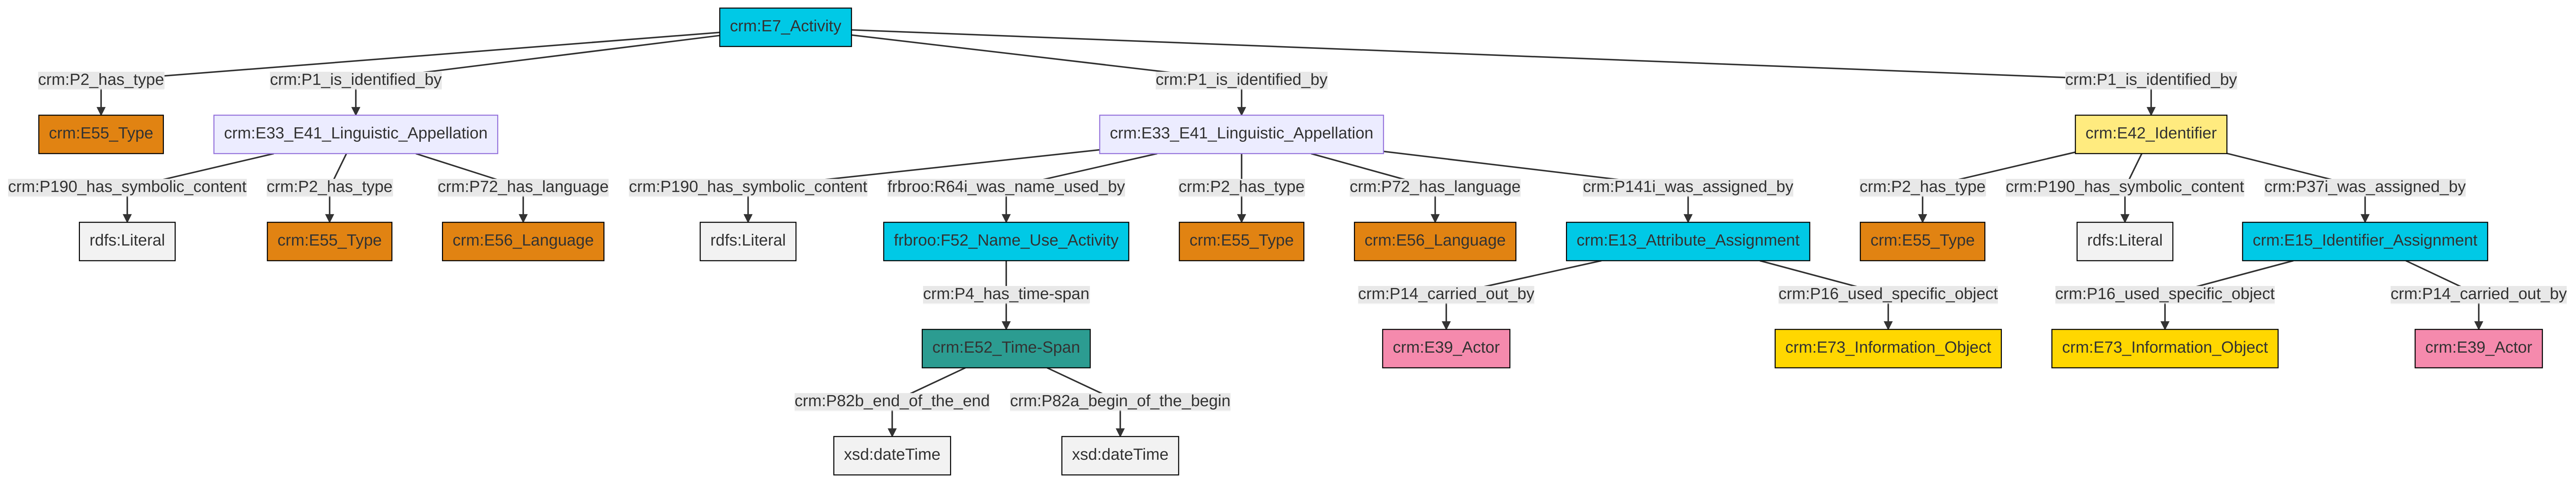 crm:E7_Activity
crm:P2_has_type
crm:P1_is_identified_by
crm:P1_is_identified_by
crm:P1_is_identified_by
crm:E55_Type
crm:E33_E41_Linguistic_Appellation
crm:E33_E41_Linguistic_Appellation
crm:E42_Identifier
crm:P190_has_symbolic_content
crm:P2_has_type
crm:P72_has_language
crm:P190_has_symbolic_content
frbroo:R64i_was_name_used_by
crm:P2_has_type
crm:P72_has_language
crm:P141i_was_assigned_by
crm:P2_has_type
crm:P190_has_symbolic_content
crm:P37i_was_assigned_by
rdfs:Literal
crm:E55_Type
crm:E56_Language
rdfs:Literal
frbroo:F52_Name_Use_Activity
crm:E55_Type
crm:E56_Language
crm:E13_Attribute_Assignment
crm:E55_Type
rdfs:Literal
crm:E15_Identifier_Assignment
crm:P4_has_time-span
crm:P14_carried_out_by
crm:P16_used_specific_object
crm:P16_used_specific_object
crm:P14_carried_out_by
crm:E52_Time-Span
crm:E39_Actor
crm:E73_Information_Object
crm:E73_Information_Object
crm:E39_Actor
crm:P82b_end_of_the_end
crm:P82a_begin_of_the_begin
xsd:dateTime
xsd:dateTime